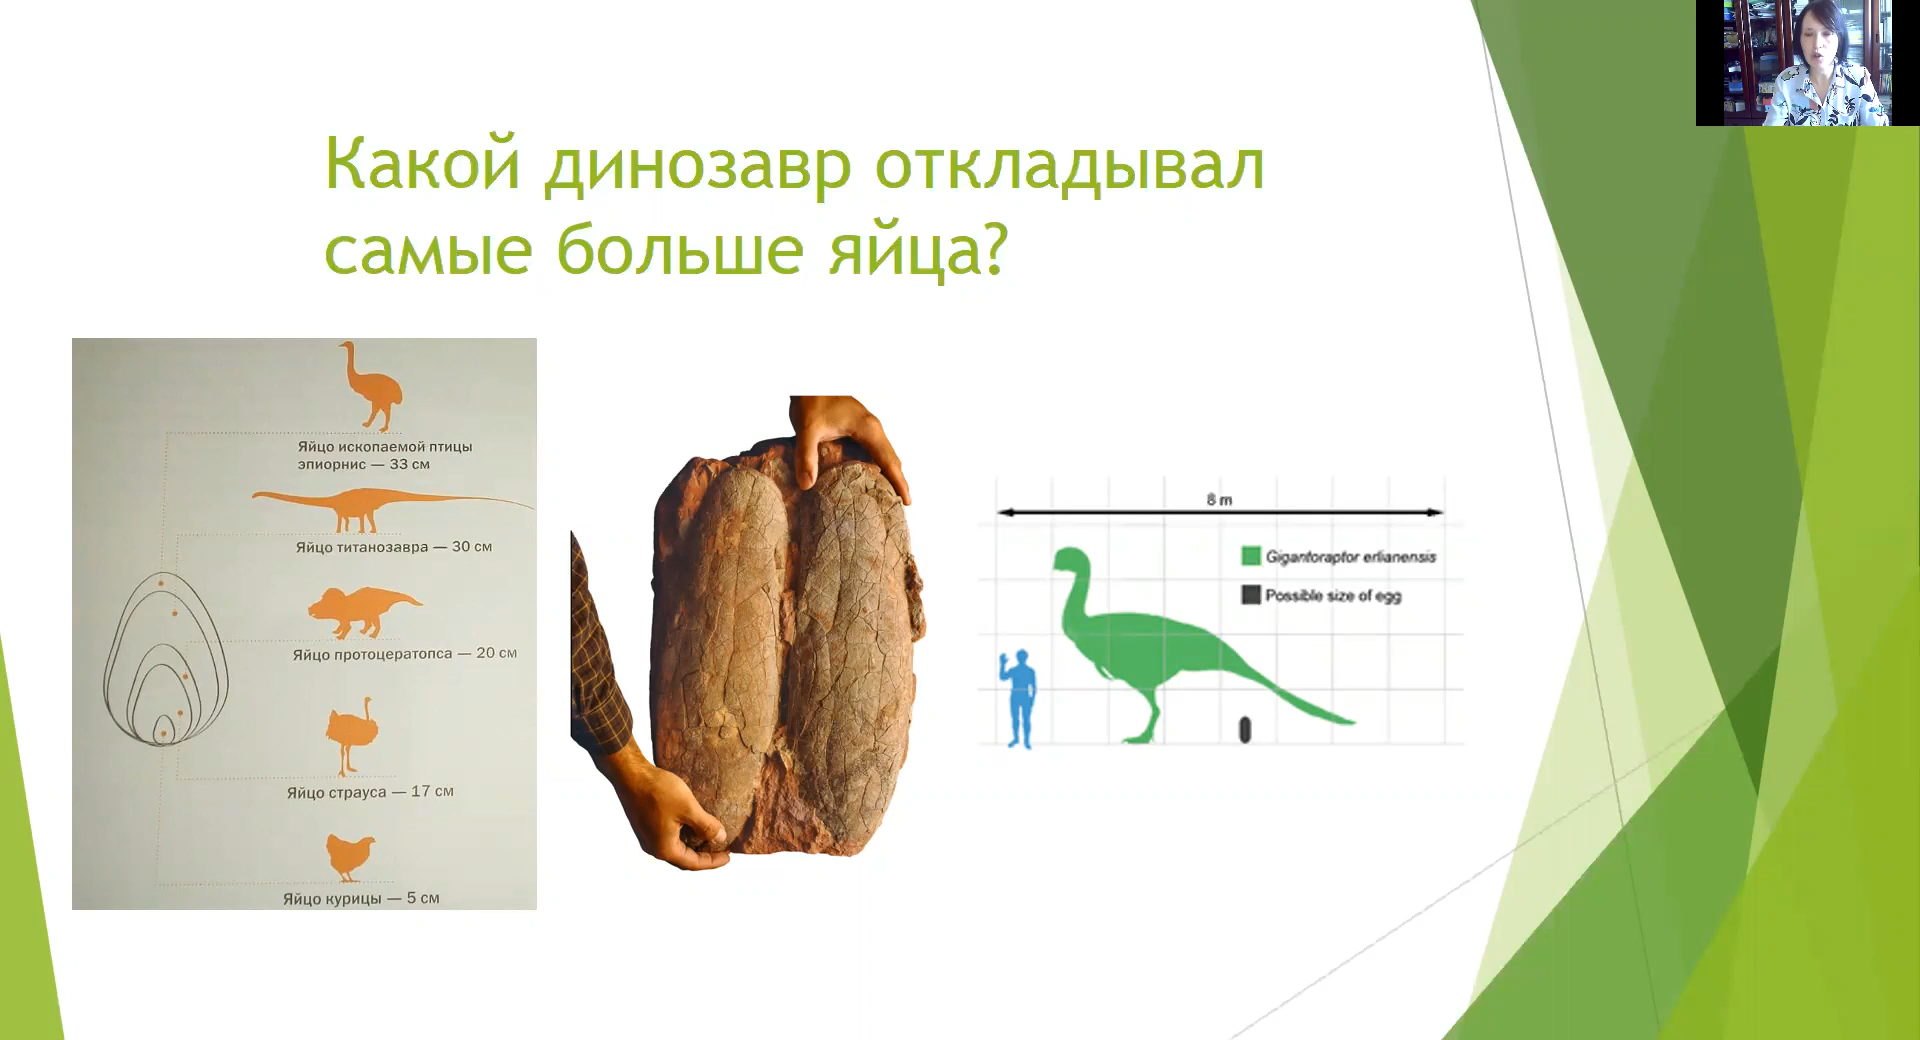 Какой динозавр откладывал
самые больше яйца?
Яйцо ископаемой птицы
эпиорнис — 33 см
Яйцо титанозавра — 30 см
Яйцо протоцератопса — 20 см
Яйцо страуса — 17 см
Яйцо курицы — 5 см
8 m
Gigantoraptor erlianensis
Possible size of egg